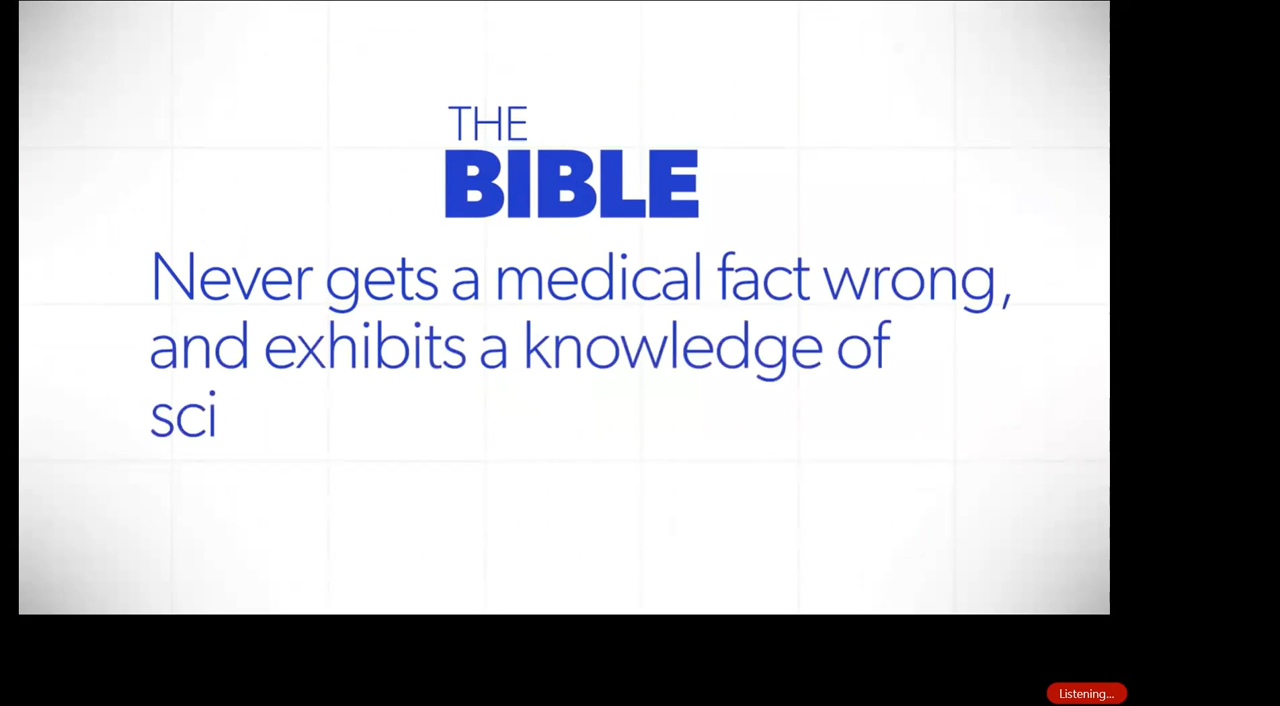 THE
BIBLE
Never gets a medical fact wrong,
and exhibits a knowledge of
sci
Listening...